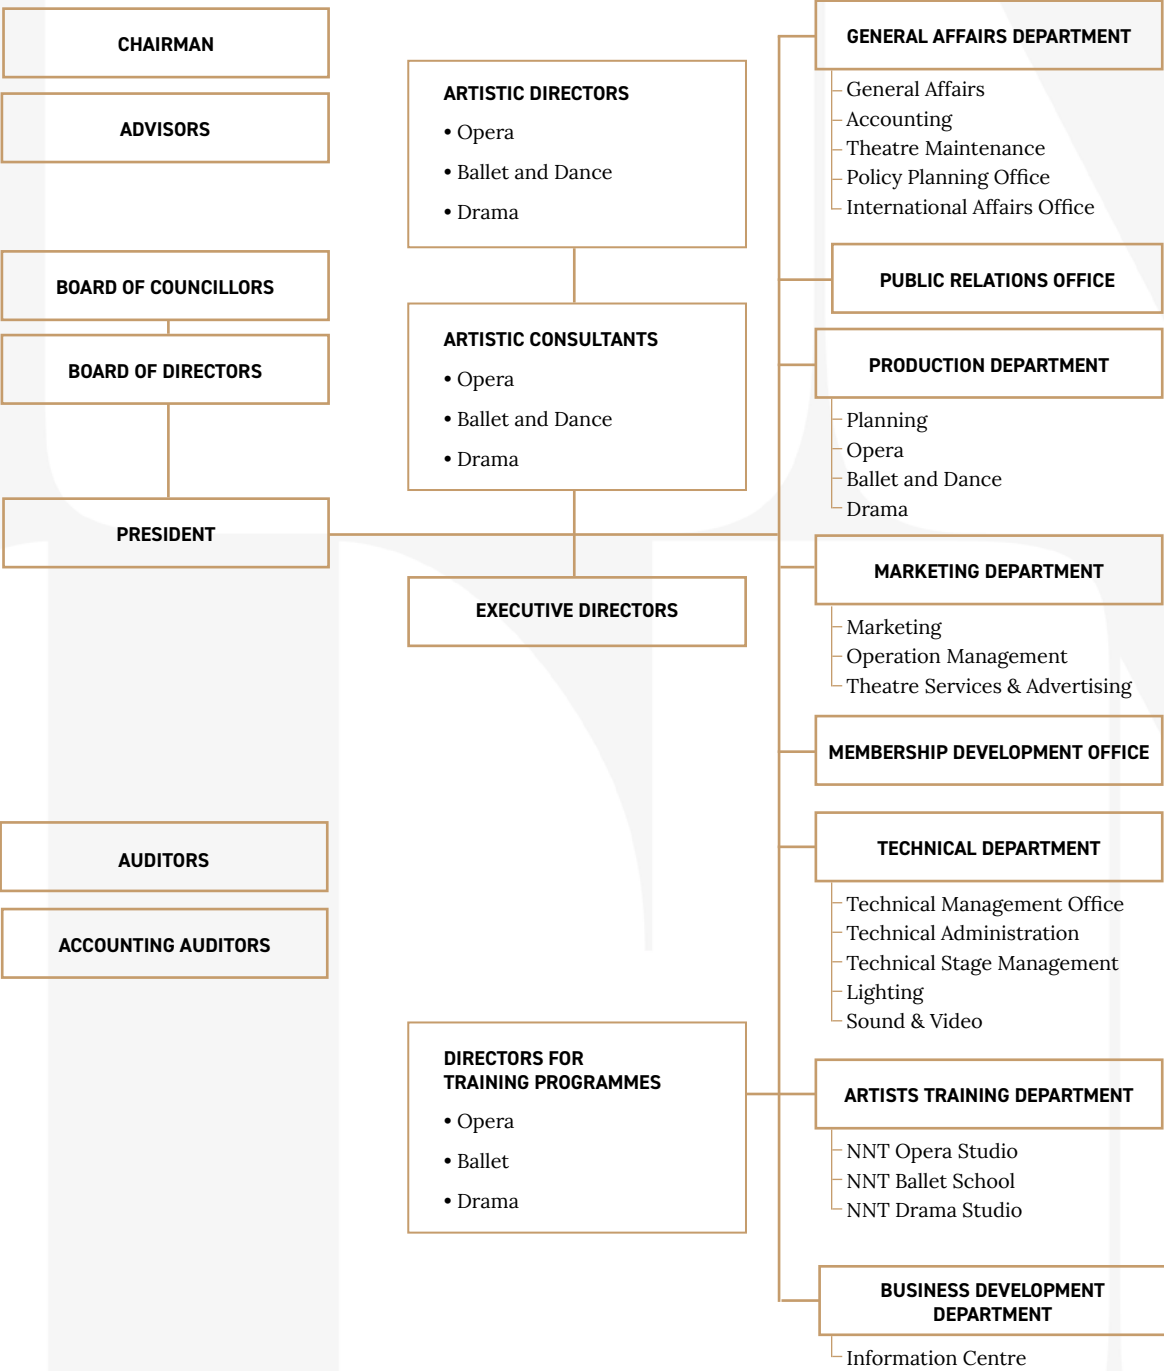 CHAIRMAN
ADVISORS
BOARD OF COUNCILLORS
BOARD OF DIRECTORS
PRESIDENT
AUDITORS
ACCOUNTING AUDITORS
ARTISTIC DIRECTORS
• Opera
• Ballet and Dance
• Drama
ARTISTIC CONSULTANTS
• Opera
• Ballet and Dance
• Drama
EXECUTIVE DIRECTORS
DIRECTORS FOR
TRAINING PROGRAMMES
• Opera
• Ballet
• Drama
GENERAL AFFAIRS DEPARTMENT
General Affairs
Accounting
Theatre Maintenance
Policy Planning Office
International Affairs Office
PUBLIC RELATIONS OFFICE
PRODUCTION DEPARTMENT
Planning
Opera
Ballet and Dance
Drama
MARKETING DEPARTMENT
Marketing
Operation Management
Theatre Services & Advertising
MEMBERSHIP DEVELOPMENT OFFICE
TECHNICAL DEPARTMENT
Technical Management Office
Technical Administration
Technical Stage Management
Lighting
Sound & Video
ARTISTS TRAINING DEPARTMENT
NNT Opera Studio
NNT Ballet School
NNT Drama Studio
BUSINESS DEVELOPMENT
DEPARTMENT
Information Centre